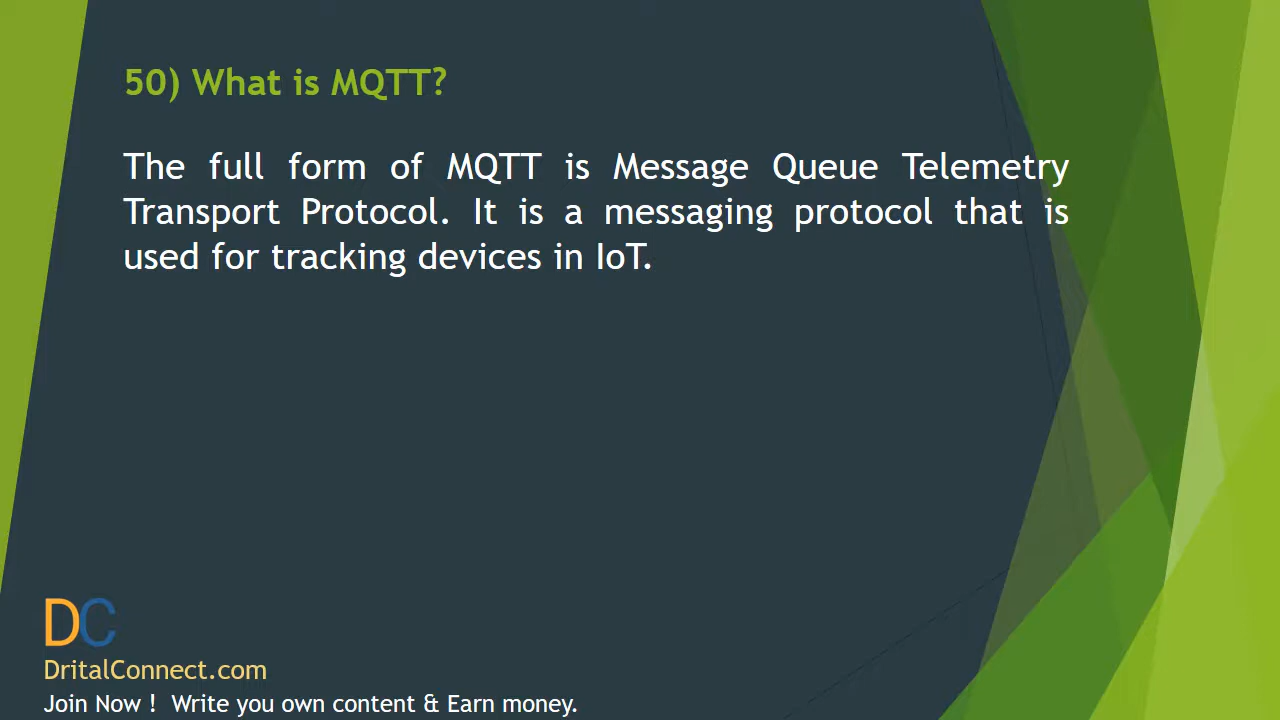 50) What is MQTT?
The full form of MQTT is Message Queue Telemetry
Transport Protocol. It is a messaging protocol that is
used for tracking devices in IoT.
DC
DritalConnect.com
Join Now ! Write you own content & Earn money.